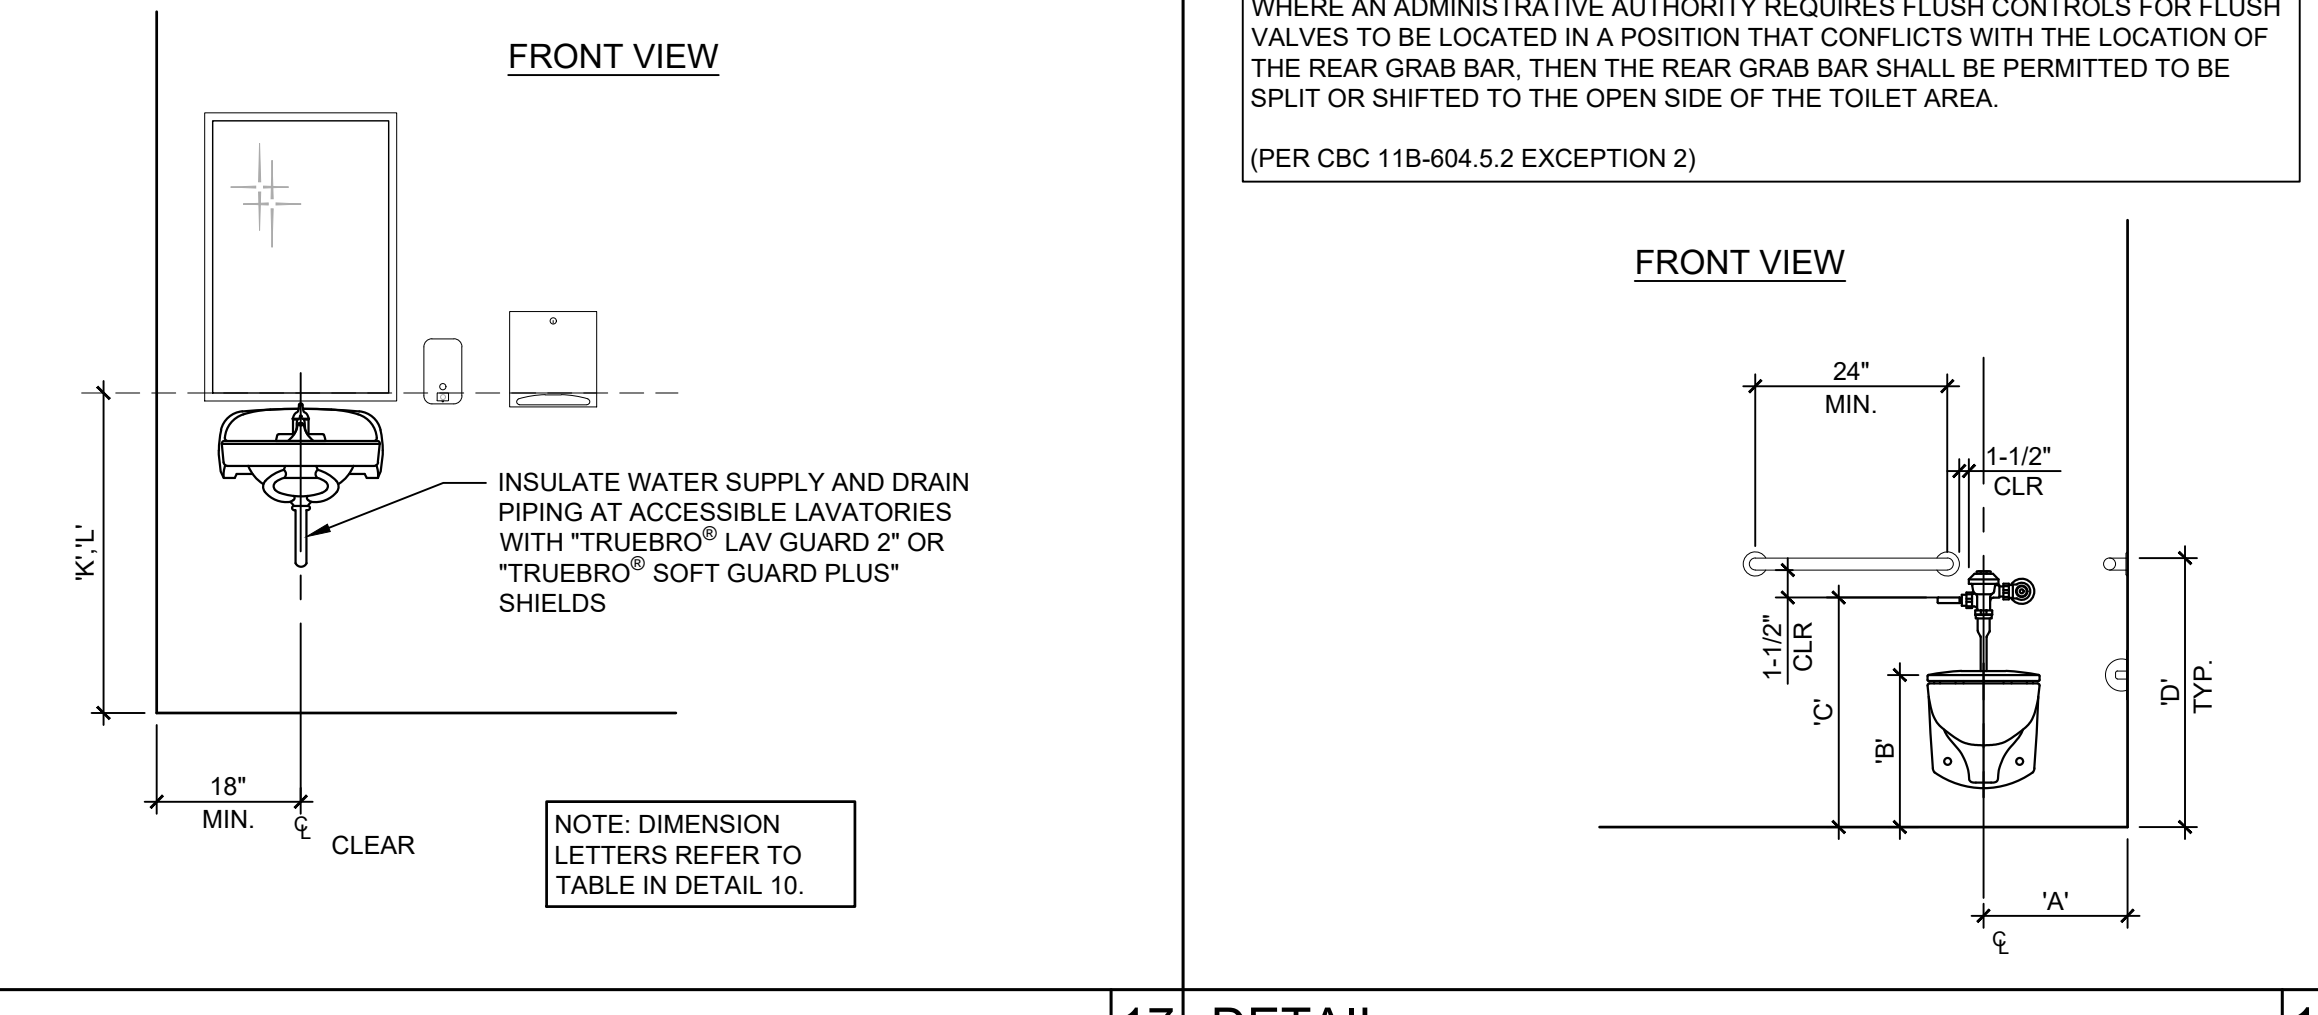 FRONT VIEW
'K','L'
INSULATE WATER SUPPLY AND DRAIN
PIPING AT ACCESSIBLE LAVATORIES
WITH "TRUEBRO® LAV GUARD 2" OR
"TRUEBRO® SOFT GUARD PLUS"
SHIELDS
18"
MIN.
℄
CLEAR
NOTE: DIMENSION
LETTERS REFER TO
TABLE IN DETAIL 10.
17
WHERE AN ADMINISTRATIVE AUTHORITY REQUIRES FLUSH CONTROLS FOR FLUSH
VALVES TO BE LOCATED IN A POSITION THAT CONFLICTS WITH THE LOCATION OF
THE REAR GRAB BAR, THEN THE REAR GRAB BAR SHALL BE PERMITTED TO BE
SPLIT OR SHIFTED TO THE OPEN SIDE OF THE TOILET AREA.
(PER CBC 11B-604.5.2 EXCEPTION 2)
FRONT VIEW
24"
MIN.
1-1/2"
CLR
1-1/2"
CLR
'C'
'B'
'D'
TYP.
'A'
℄
DETAIL